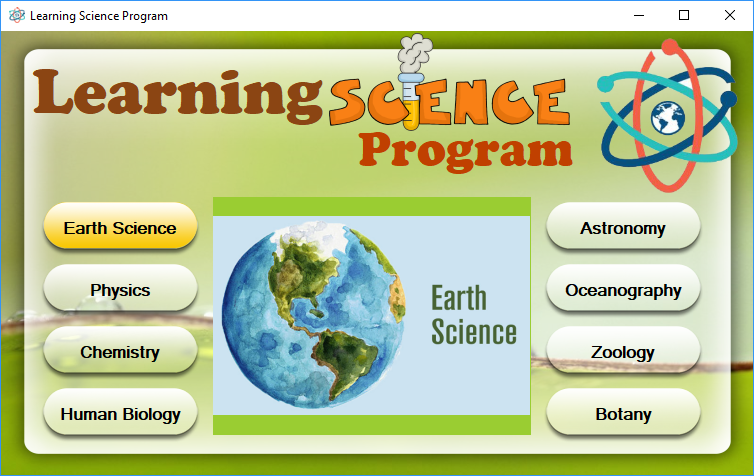 Learning Science Program
Learning SCIENCE
Program
Earth Science
Physics
Chemistry
Human Biology
Earth
Science
Astronomy
Oceanography
Zoology
Botany